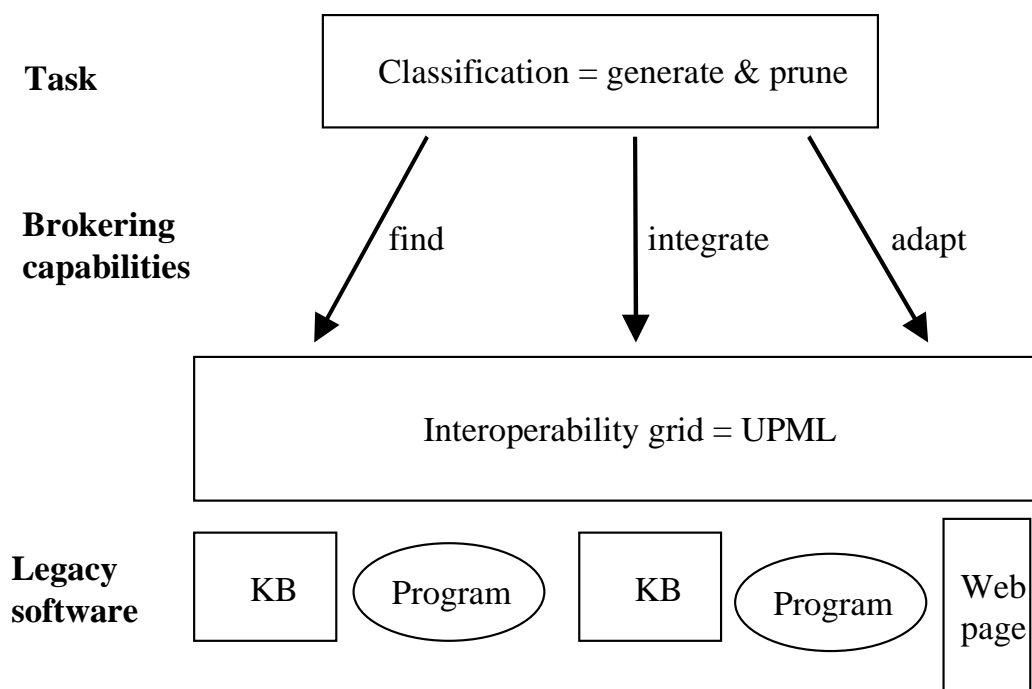 Task
Classification = generate & prune
Brokering
capabilities
find
integrate
adapt
Interoperability grid = UPML
Legacy
software
KB
Program
KB
Program
Web
page